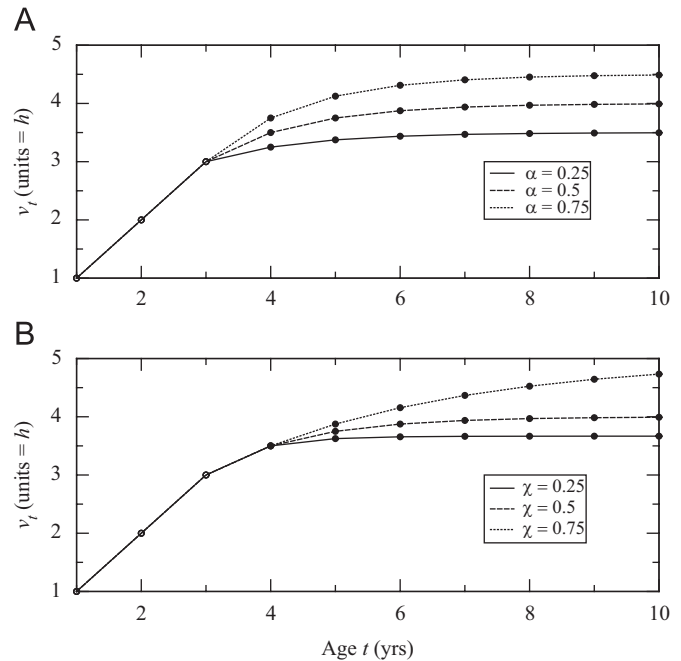 A
5
4
3
2
1
v_t (units = h)
α = 0.25
α = 0.5
α = 0.75
2 4 6 8 10
B
5
4
3
2
1
v_t (units = h)
χ = 0.25
χ = 0.5
χ = 0.75
2 4 6 8 10
Age t (yrs)